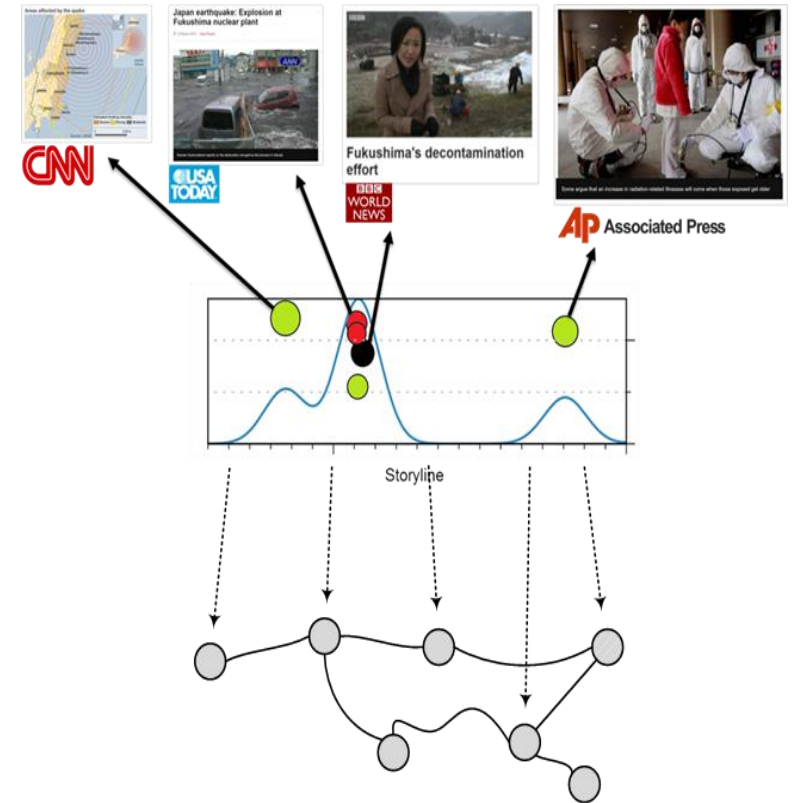 Areas affected by the quake
Japan earthquake: Explosion at
Fukushima nuclear plant
ANN
BBC
Fukushima's decontamination
effort
Some argue that an increase in radiation-related illnesses will come when those exposed get older
CNN
USA
TODAY
BBC
WORLD
NEWS
AP Associated Press
Storyline